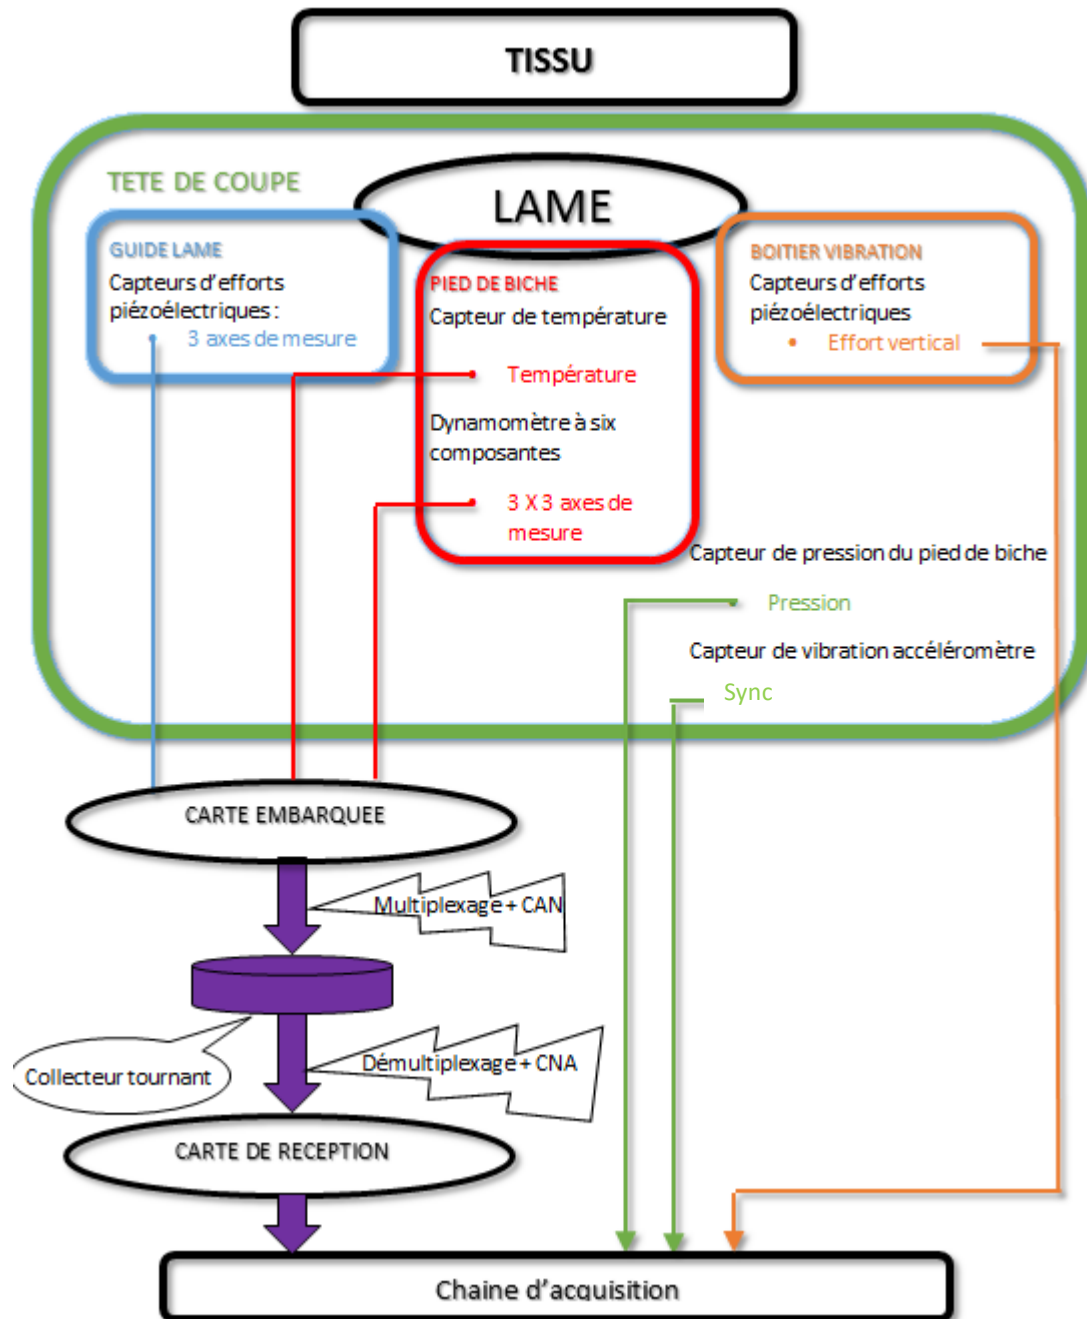 TISSU
TETE DE COUPE
LAME
GUIDE LAME
Capteurs d'efforts
piézoélectriques :
• 3 axes de mesure
PIED DE BICHE
Capteur de température
• Température
Dynamomètre à six
composantes
• 3 X 3 axes de
mesure
BOITIER VIBRATION
Capteurs d'efforts
piézoélectriques
• Effort vertical
Capteur de pression du pied de biche
• Pression
Capteur de vibration accéléromètre
Sync
CARTE EMBARQUEE
Multiplexage + CAN
Collecteur tournant
Démultiplexage + CNA
CARTE DE RECEPTION
Chaine d'acquisition